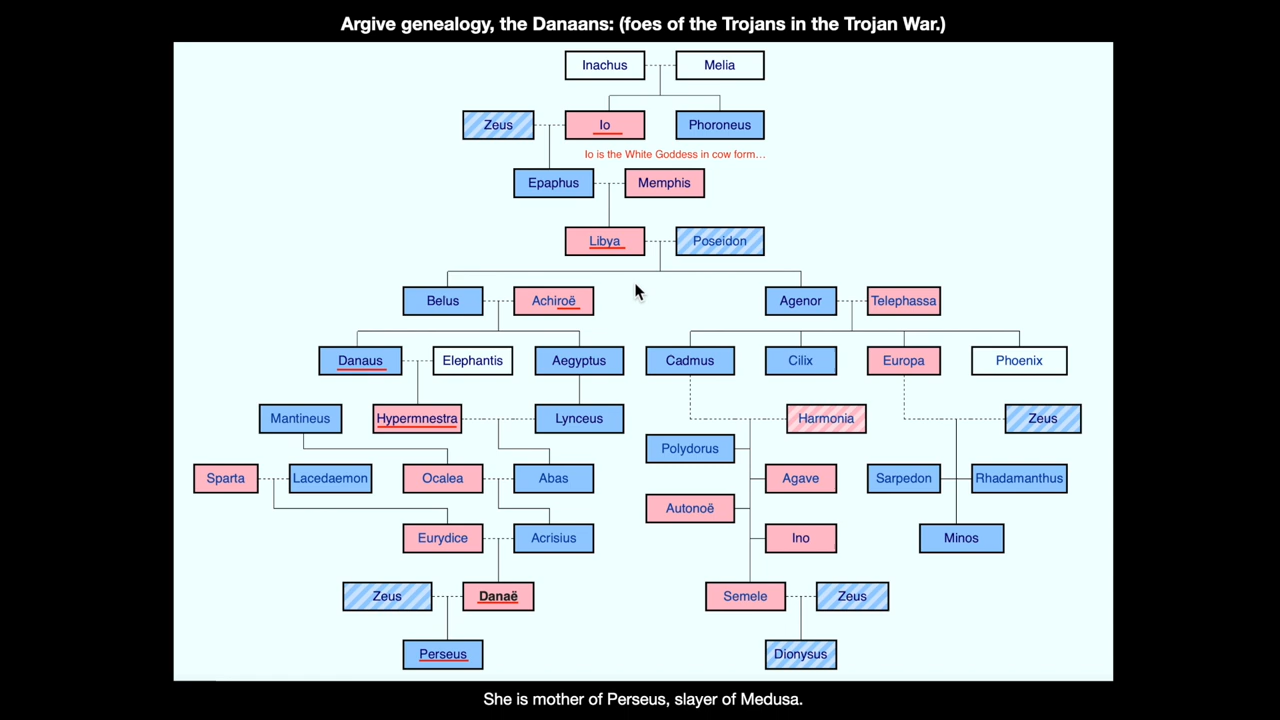 Argive genealogy, the Danaans: (foes of the Trojans in the Trojan War.)
Inachus Melia
Zeus Io Phoroneus
Io is the White Goddess in cow form...
Epaphus Memphis
Libya Poseidon
Belus Achiroë Agenor Telephassa
Danaus Elephantis Aegyptus Cadmus Cilix Europa Phoenix
Mantineus Hypermnestra Lynceus Harmonia Zeus
Polydorus
Sparta Lacedaemon Ocalea Abas Agave Sarpedon Rhadamanthus
Autonoë
Eurydice Acrisius Ino Minos
Zeus Danaë Semele Zeus
Perseus Dionysus
She is mother of Perseus, slayer of Medusa.